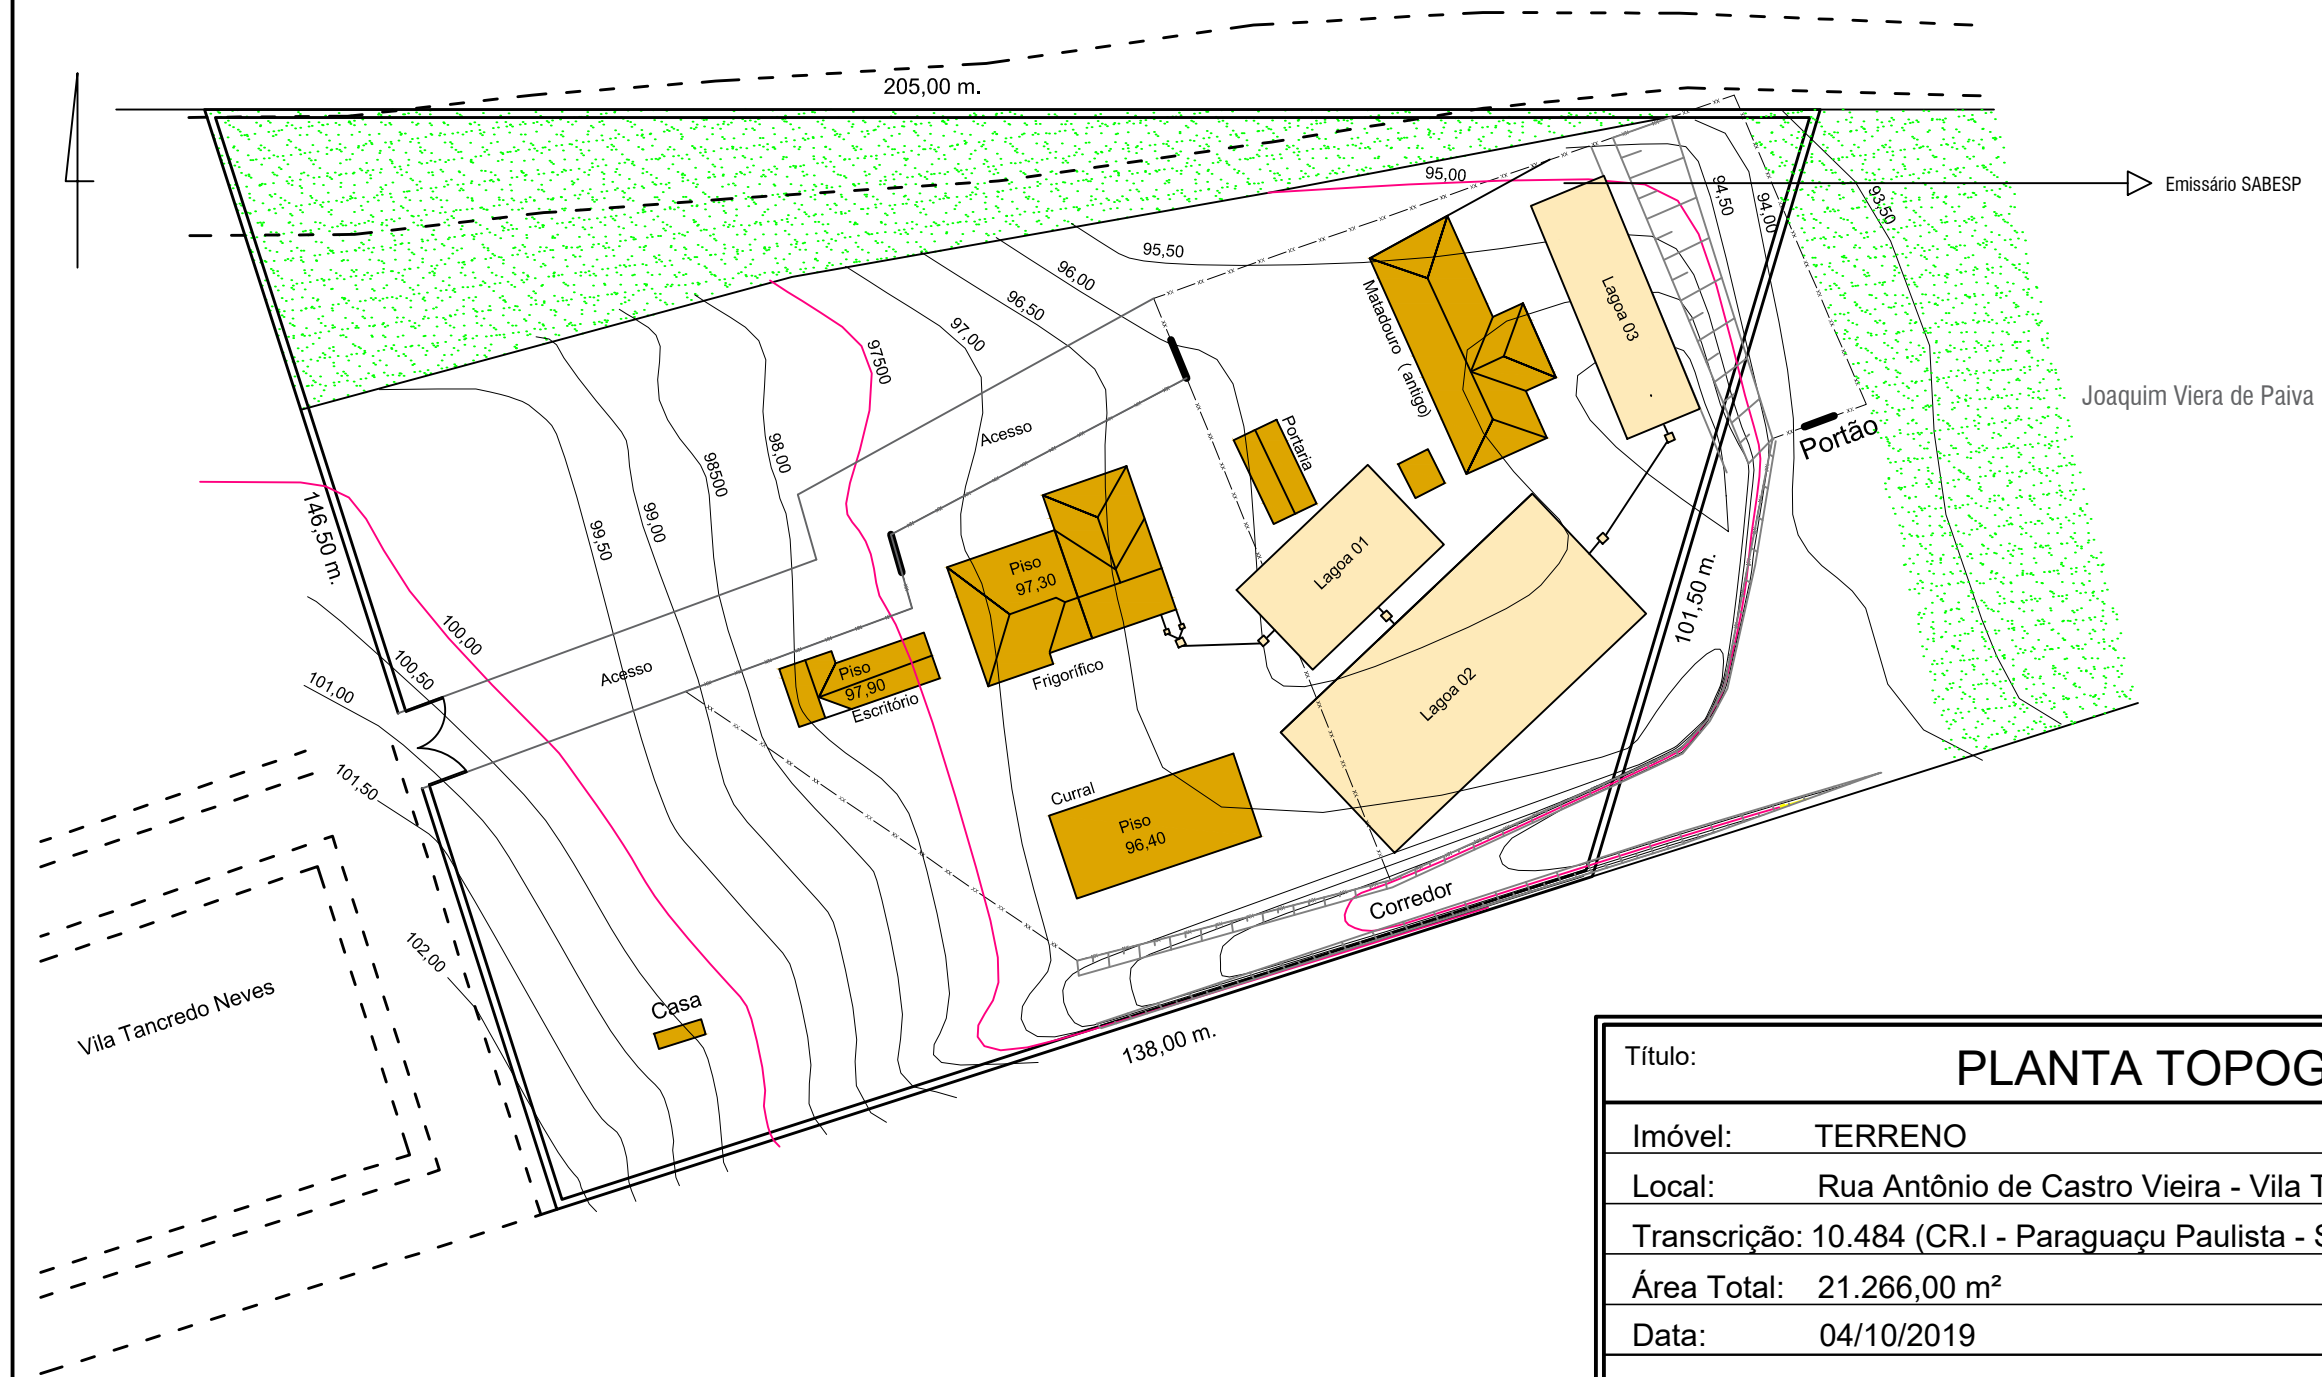 205,00 m.
Emissário SABESP
95,00
94,50
94,00
93,50
95,50
96,00
96,50
97,00
97500
98,00
98500
99,00
99,50
Lagoa 03
Matadouro ( antigo)
Joaquim Viera de Paiva
Portão
Portaria
Acesso
146,50 m.
Piso
97,30
Lagoa 01
101,50 m.
100,00
100,50
101,00
101,50
102,00
Acesso
Piso
97,90
Escritório
Frigorífico
Lagoa 02
Curral
Piso
96,40
Corredor
Vila Tancredo Neves
Casa
138,00 m.
Título: PLANTA TOPOG
Imóvel: TERRENO
Local: Rua Antônio de Castro Vieira - Vila T
Transcrição: 10.484 (CR.I - Paraguaçu Paulista - S
Área Total: 21.266,00 m²
Data: 04/10/2019